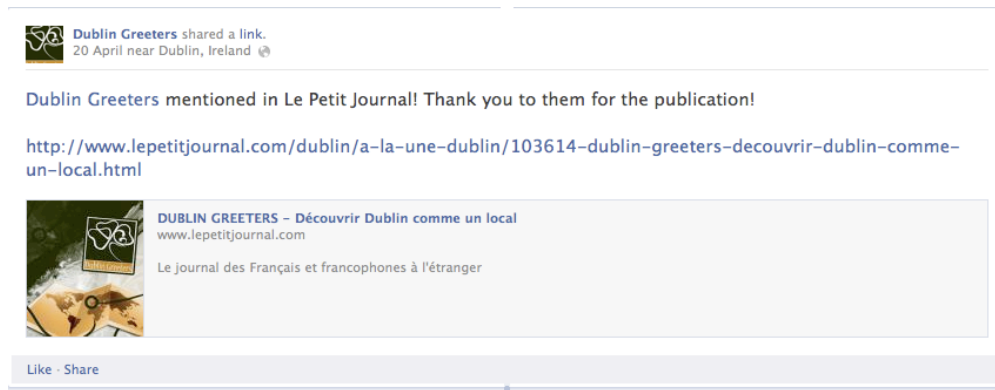 Dublin Greeters shared a link.
20 April near Dublin, Ireland
Dublin Greeters mentioned in Le Petit Journal! Thank you to them for the publication!
http://www.lepetitjournal.com/dublin/a-la-une-dublin/103614-dublin-greeters-decouvrir-dublin-comme-
un-local.html
DUBLIN GREETERS – Découvrir Dublin comme un local
www.lepetitjournal.com
Le journal des Français et francophones à l'étranger
Dublin Greeters
Like · Share